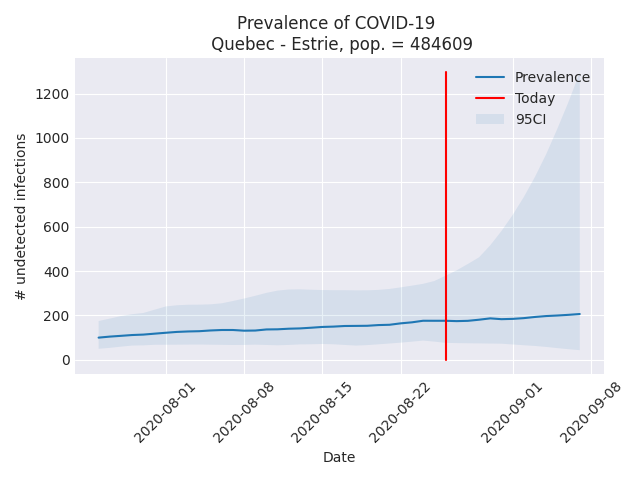 Prevalence of COVID-19
Quebec - Estrie, pop. = 484609
Prevalence
Today
95CI
# undetected infections
1200
1000
800
600
400
200
0
2020-08-01
2020-08-08
2020-08-15
2020-08-22
2020-09-01
2020-09-08
Date